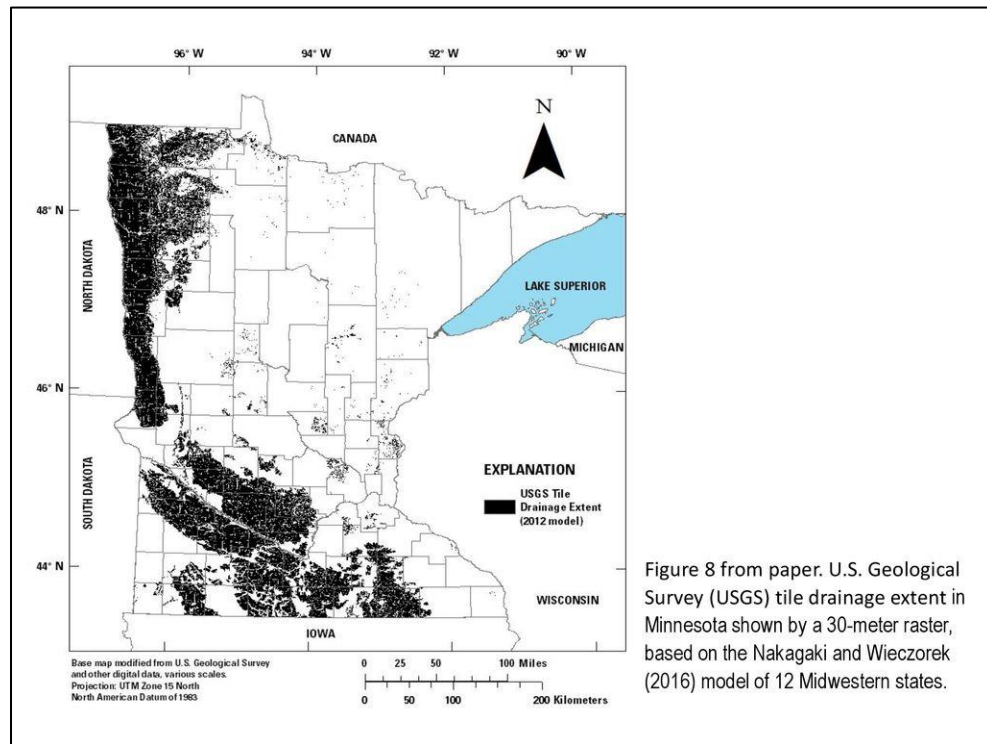 96° W 94° W 92° W 90° W
N
CANADA
48° N
NORTH DAKOTA
LAKE SUPERIOR
MICHIGAN
46° N
SOUTH DAKOTA
EXPLANATION
USGS Tile
Drainage Extent
(2012 model)
44° N
WISCONSIN
IOWA
Base map modified from U.S. Geological Survey
and other digital data, various scales.
Projection: UTM Zone 15 North
North American Datum of 1983
0 25 50 100 Miles
0 50 100 200 Kilometers
Figure 8 from paper. U.S. Geological
Survey (USGS) tile drainage extent in
Minnesota shown by a 30-meter raster,
based on the Nakagaki and Wieczorek
(2016) model of 12 Midwestern states.